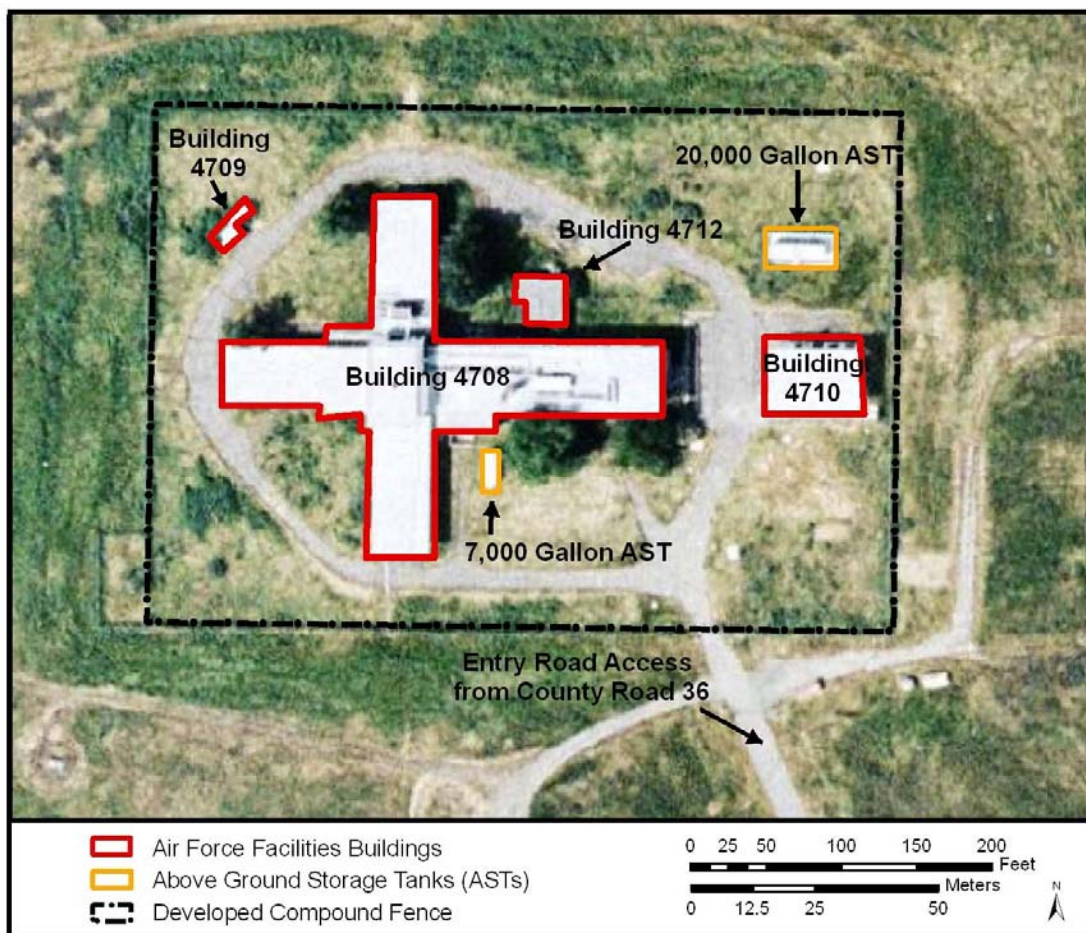 Building
4709
20,000 Gallon AST
Building 4712
Building 4708
Building
4710
7,000 Gallon AST
Entry Road Access
from County Road 36
Air Force Facilities Buildings
Above Ground Storage Tanks (ASTs)
Developed Compound Fence
0 25 50 100 150 200
Feet
Meters
0 12.5 25 50
N